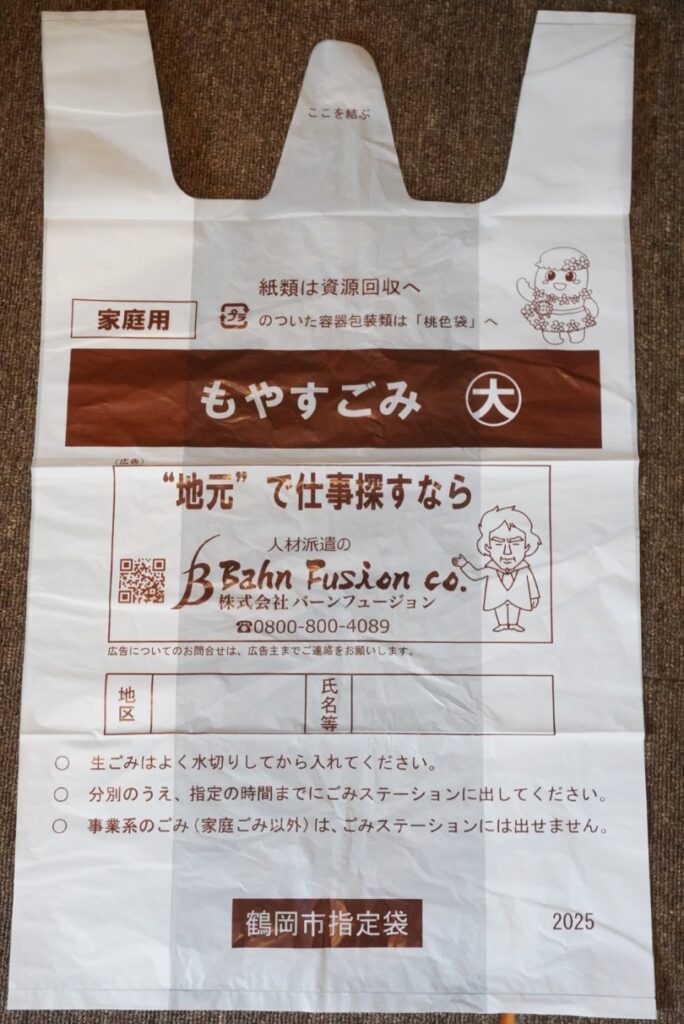 ここを結ぶ
紙類は資源回収へ
家庭用
プラ のついた容器包装類は「桃色袋」へ
もやすごみ 大
(広告)
“地元”で仕事探すなら
人材派遣の
B Bahn Fusion co.
株式会社バーンフュージョン
☎0800-800-4089
広告についてのお問合せは、広告主までご連絡をお願いします。
地区
氏名等
○ 生ごみはよく水切りしてから入れてください。
○ 分別のうえ、指定の時間までにごみステーションに出してください。
○ 事業系のごみ(家庭ごみ以外)は、ごみステーションには出せません。
鶴岡市指定袋
2025